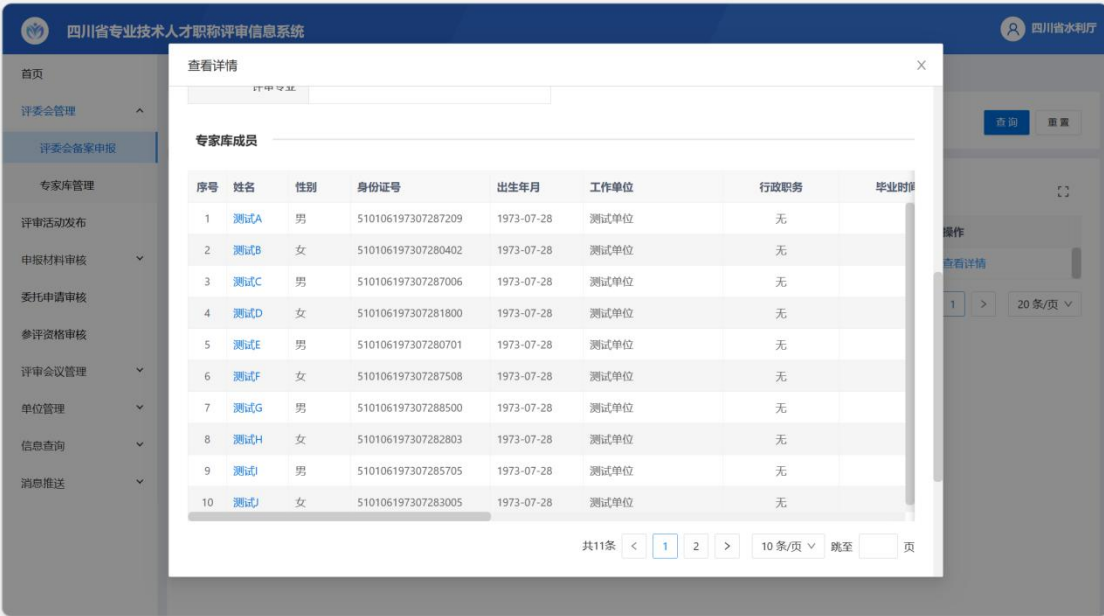 四川省专业技术人才职称评审信息系统
四川省水利厅
首页
评委会管理
评委会备案申报
专家库管理
评审活动发布
申报材料审核
委托申请审核
参评资格审核
评审会议管理
单位管理
信息查询
消息推送
查询 重置
操作
查看详情
1 > 20 条/页
查看详情
评审专业
专家库成员
序号 姓名 性别 身份证号 出生年月 工作单位 行政职务 毕业时间
1 测试A 男 510106197307287209 1973-07-28 测试单位 无
2 测试B 女 510106197307280402 1973-07-28 测试单位 无
3 测试C 男 510106197307287006 1973-07-28 测试单位 无
4 测试D 女 510106197307281800 1973-07-28 测试单位 无
5 测试E 男 510106197307280701 1973-07-28 测试单位 无
6 测试F 女 510106197307287508 1973-07-28 测试单位 无
7 测试G 男 510106197307288500 1973-07-28 测试单位 无
8 测试H 女 510106197307282803 1973-07-28 测试单位 无
9 测试I 男 510106197307285705 1973-07-28 测试单位 无
10 测试J 女 510106197307283005 1973-07-28 测试单位 无
共11条 < 1 2 > 10 条/页 跳至 页